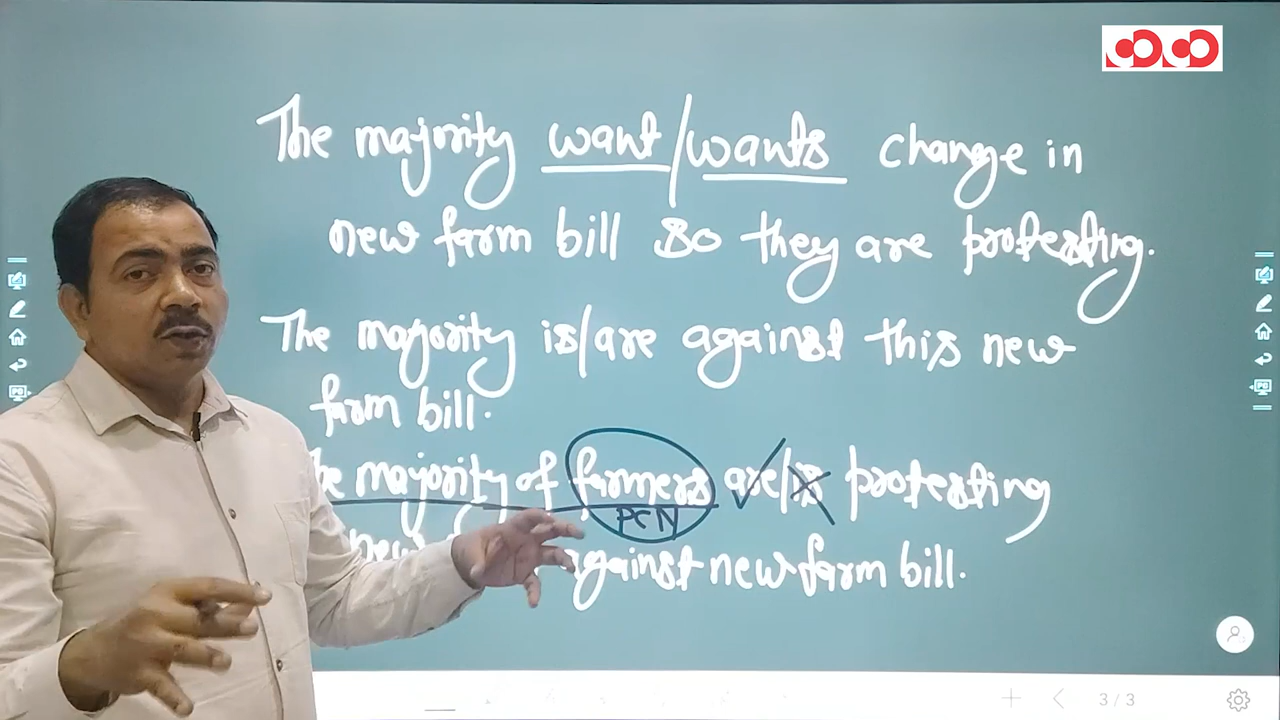 The majority want/wants change in
new farm bill so they are protesting.
The majority is/are against this new
farm bill.
majority of farmers are/is protesting
PCN
against new farm bill.
3/3